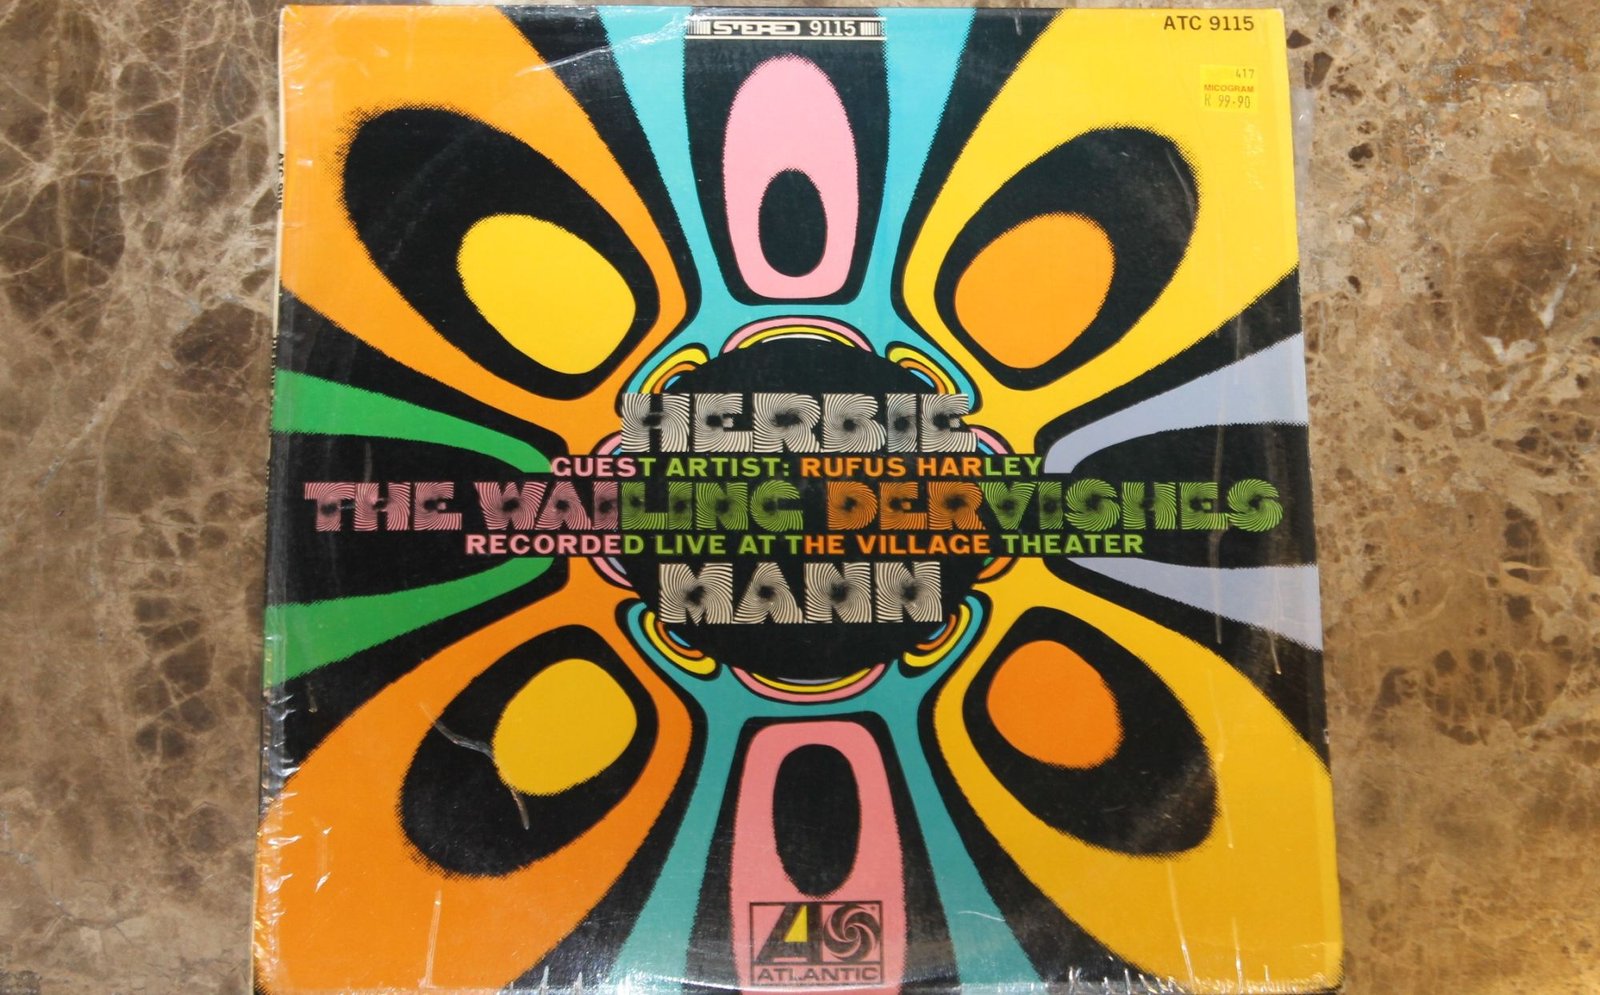 STEREO 9115
ATC 9115
417
MICOGRAM
R 99-90
HERBIE
GUEST ARTIST: RUFUS HARLEY
THE WAILING DERVISHES
RECORDED LIVE AT THE VILLAGE THEATER
MANN
ATLANTIC